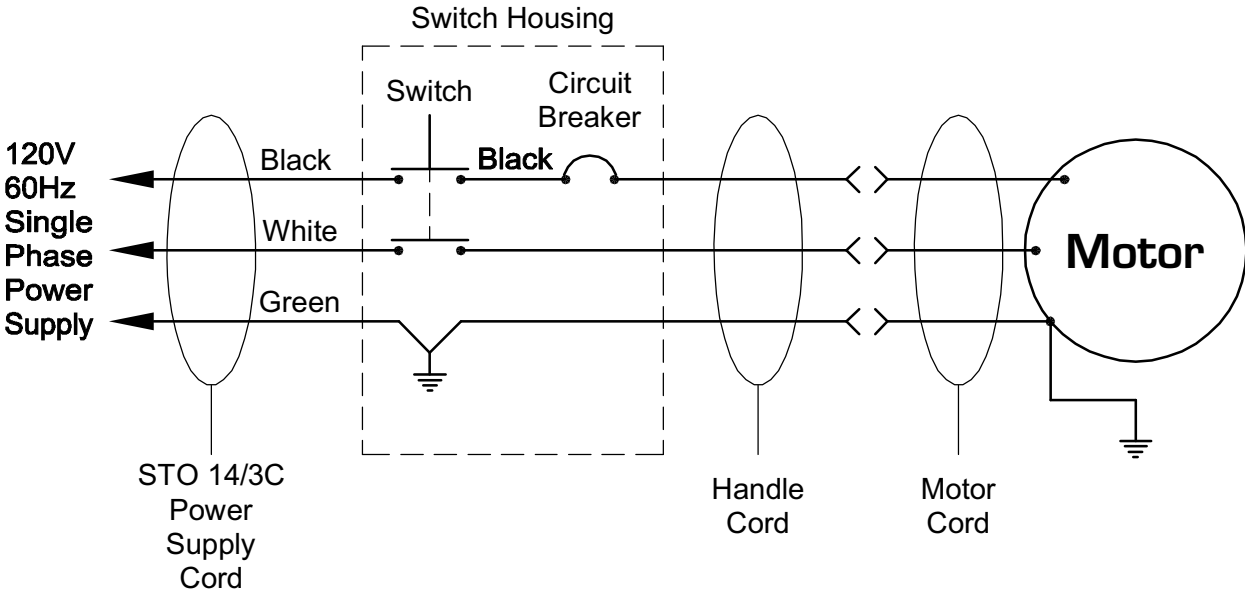 Switch Housing
Switch
Circuit
Breaker
120V
60Hz
Single
Phase
Power
Supply
Black
Black
White
Green
Motor
STO 14/3C
Power
Supply
Cord
Handle
Cord
Motor
Cord